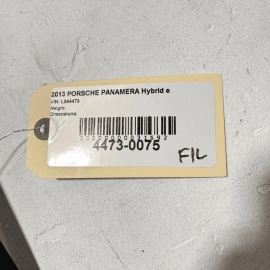 2013 PORSCHE PANAMERA Hybrid e
VIN: L044473
Weight:
Dimensions:
4473-0075
FIL